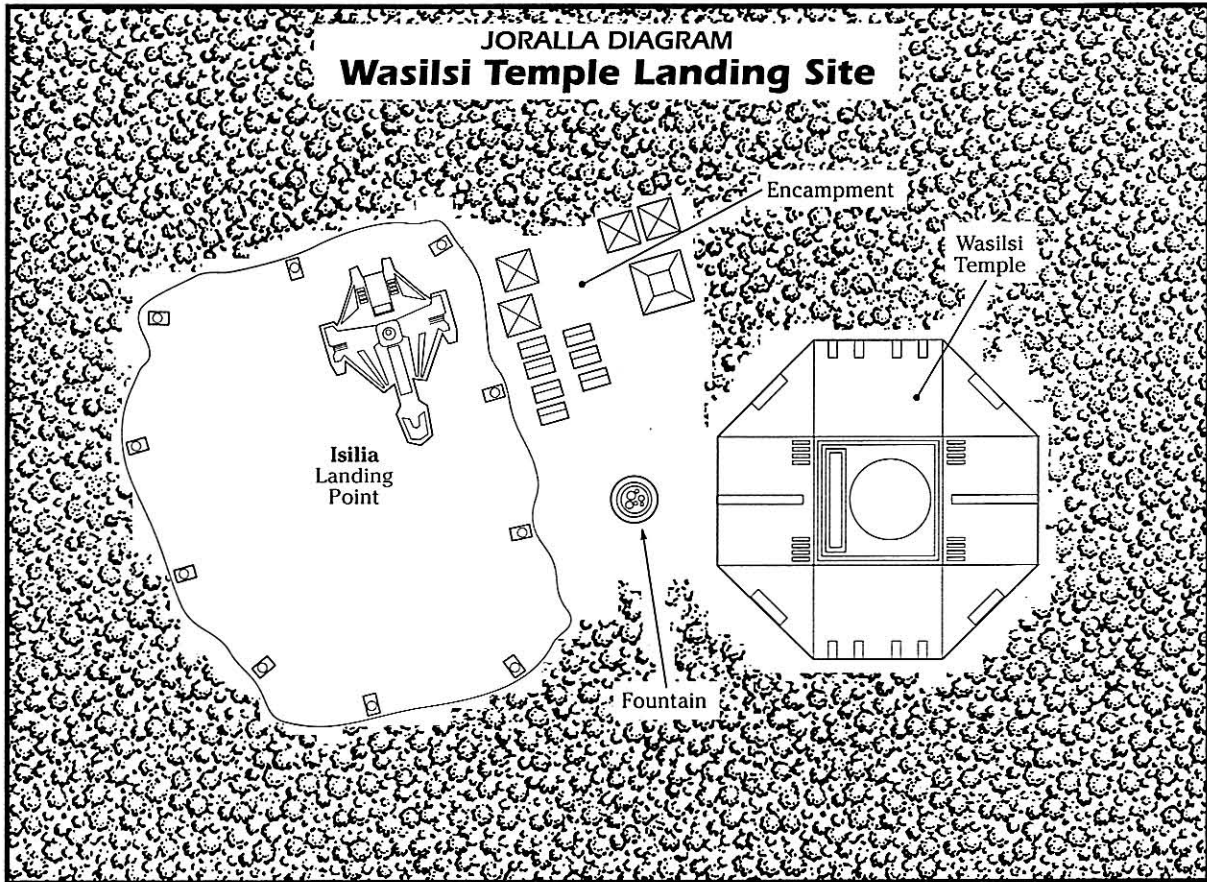 JORALLA DIAGRAM
Wasilsi Temple Landing Site
Encampment
Wasilsi
Temple
Isilia
Landing
Point
Fountain